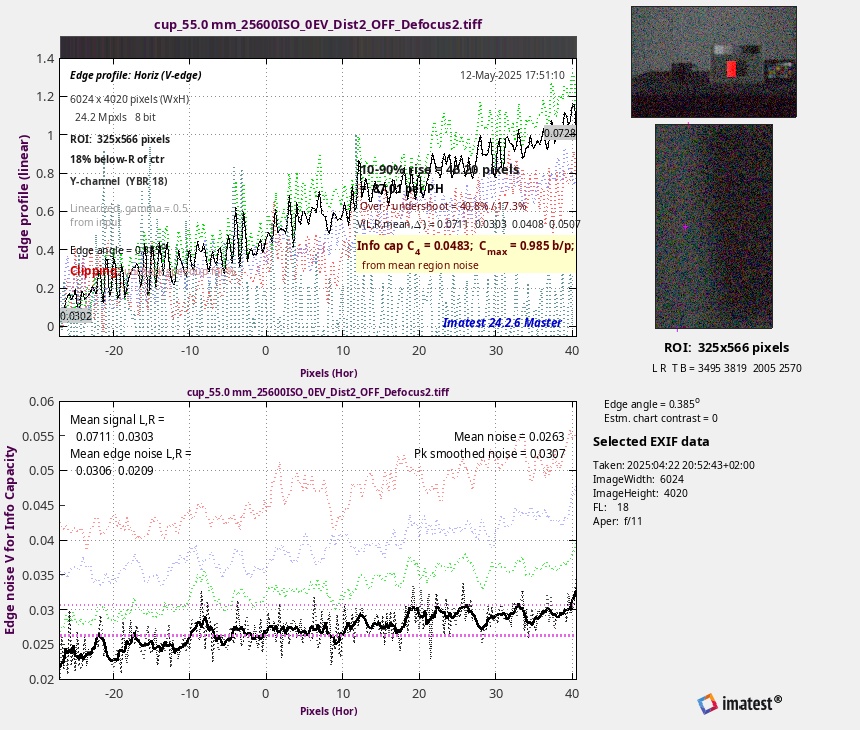 cup_55.0 mm_25600ISO_0EV_Dist2_OFF_Defocus2.tiff
Edge profile: Horiz (V-edge)
12-May-2025 17:51:10
6024 x 4020 pixels (WxH)
24.2 Mpxls 8 bit
ROI: 325x566 pixels
18% below-R of ctr
Y-channel (YBR 18)
Linearized, gamma = 0.5
from input
Edge angle =
Clipping
0.0728
10-90% rise = pixels
per PH
Over/ undershoot = 40.8% / 17.3%
V(L,R,mean,△) = 0.0711 0.0303 0.0408 0.0507
Info cap C4 = 0.0483; Cmax = 0.985 b/p;
from mean region noise
0.0302
Imatest 24.2.6 Master
Edge profile (linear)
1.4
1.2
1
0.8
0.6
0.4
0.2
0
-20
-10
0
10
20
30
40
Pixels (Hor)
ROI: 325x566 pixels
L R T B = 3495 3819 2005 2570
cup_55.0 mm_25600ISO_0EV_Dist2_OFF_Defocus2.tiff
Mean signal L,R =
0.0711 0.0303
Mean edge noise L,R =
0.0306 0.0209
Mean noise = 0.0263
Pk smoothed noise = 0.0307
Edge noise V for Info Capacity
0.06
0.055
0.05
0.045
0.04
0.035
0.03
0.025
0.02
-20
-10
0
10
20
30
40
Pixels (Hor)
Edge angle = 0.385°
Estm. chart contrast = 0
Selected EXIF data
Taken: 2025:04:22 20:52:43+02:00
ImageWidth: 6024
ImageHeight: 4020
FL: 18
Aper: f/11
imatest®